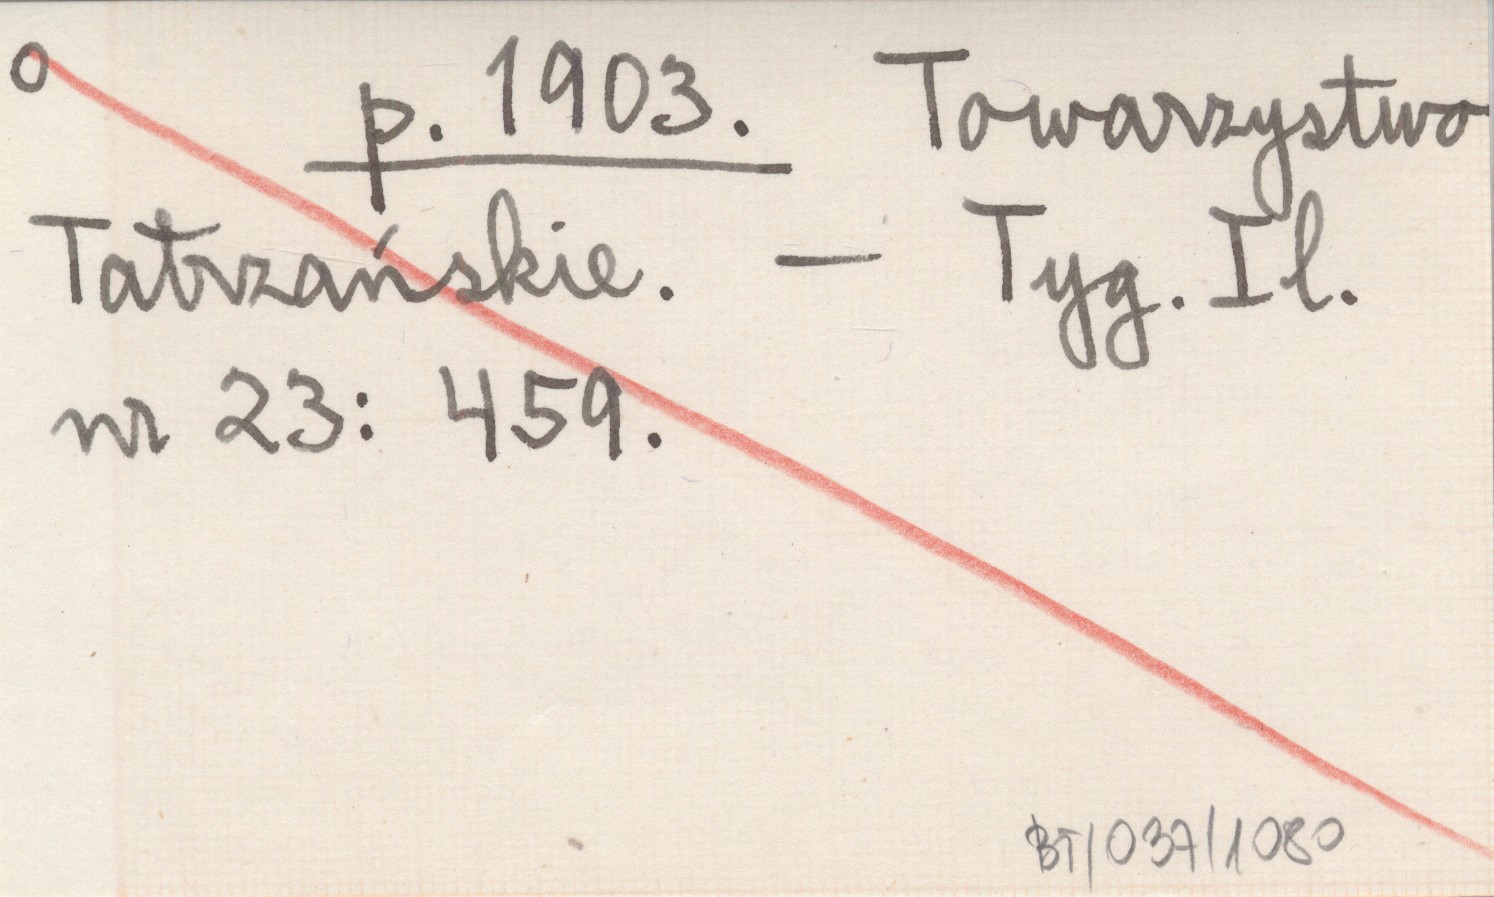 o p. 1903. Towarzystwo
Tatrzańskie. — Tyg. Il.
nr 23: 459.
BT/037/1080